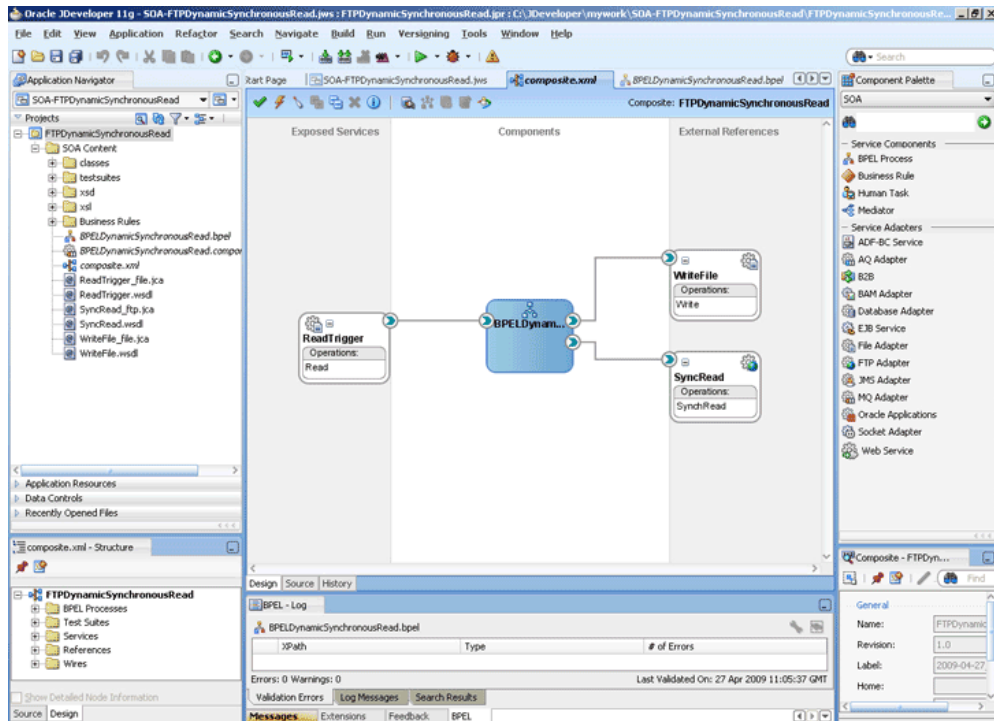 Oracle JDeveloper 11g - SOA-FTPDynamicSynchronousRead.jws : FTPDynamicSynchronousRead.jpr : C:\JDeveloper\mywork\SOA-FTPDynamicSynchronousRead\FTPDynamicSynchronousRe...
File Edit View Application Refactor Search Navigate Build Run Versioning Tools Window Help
Search
Application Navigator
SOA-FTPDynamicSynchronousRead
Projects
FTPDynamicSynchronousRead
SOA Content
classes
testsuites
xsd
xsl
Business Rules
BPELDynamicSynchronousRead.bpel
BPELDynamicSynchronousRead.compor
composite.xml
ReadTrigger_file.jca
ReadTrigger.wsdl
SyncRead_ftp.jca
SyncRead.wsdl
WriteFile_file.jca
WriteFile.wsdl
Application Resources
Data Controls
Recently Opened Files
composite.xml - Structure
FTPDynamicSynchronousRead
BPEL Processes
Test Suites
Services
References
Wires
Show Detailed Node Information
Source Design
tart Page SOA-FTPDynamicSynchronousRead.jws composite.xml BPELDynamicSynchronousRead.bpel
Composite: FTPDynamicSynchronousRead
Exposed Services Components External References
ReadTrigger
Operations:
Read
BPELDynam...
WriteFile
Operations:
Write
SyncRead
Operations:
SynchRead
Design Source History
BPEL - Log
BPELDynamicSynchronousRead.bpel
XPath Type # of Errors
Errors: 0 Warnings: 0 Last Validated On: 27 Apr 2009 11:05:37 GMT
Validation Errors Log Messages Search Results
Messages Extensions Feedback BPEL
Component Palette
SOA
Service Components
BPEL Process
Business Rule
Human Task
Mediator
Service Adapters
ADF-BC Service
AQ Adapter
B2B
BAM Adapter
Database Adapter
EJB Service
File Adapter
FTP Adapter
JMS Adapter
MQ Adapter
Oracle Applications
Socket Adapter
Web Service
Composite - FTPDyn...
Find
General
Name: FTPDynamic
Revision: 1.0
Label: 2009-04-27
Home: